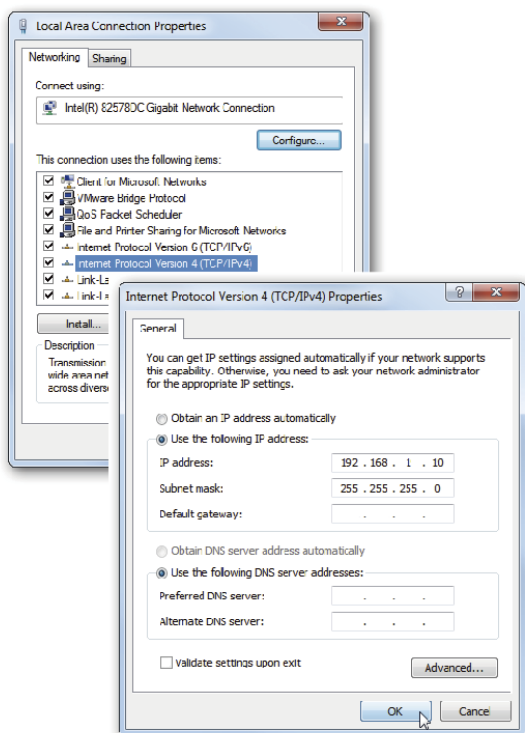 Local Area Connection Properties
Networking
Sharing
Connect using:
Intel(R) 82578DC Gigabit Network Connection
Configure...
This connection uses the following items:
Client for Microsoft Networks
VMware Bridge Protocol
QoS Packet Scheduler
File and Printer Sharing for Microsoft Networks
Internet Protocol Version 6 (TCP/IPv6)
Internet Protocol Version 4 (TCP/IPv4)
Link-La
Link-La
Install...
Description
Transmission
wide area net
across divers
Internet Protocol Version 4 (TCP/IPv4) Properties
General
You can get IP settings assigned automatically if your network supports
this capability. Otherwise, you need to ask your network administrator
for the appropriate IP settings.
Obtain an IP address automatically
Use the following IP address:
IP address: 192 . 168 . 1 . 10
Subnet mask: 255 . 255 . 255 . 0
Default gateway: . . .
Obtain DNS server address automatically
Use the following DNS server addresses:
Preferred DNS server: . . .
Alternate DNS server: . . .
Validate settings upon exit
Advanced...
OK
Cancel